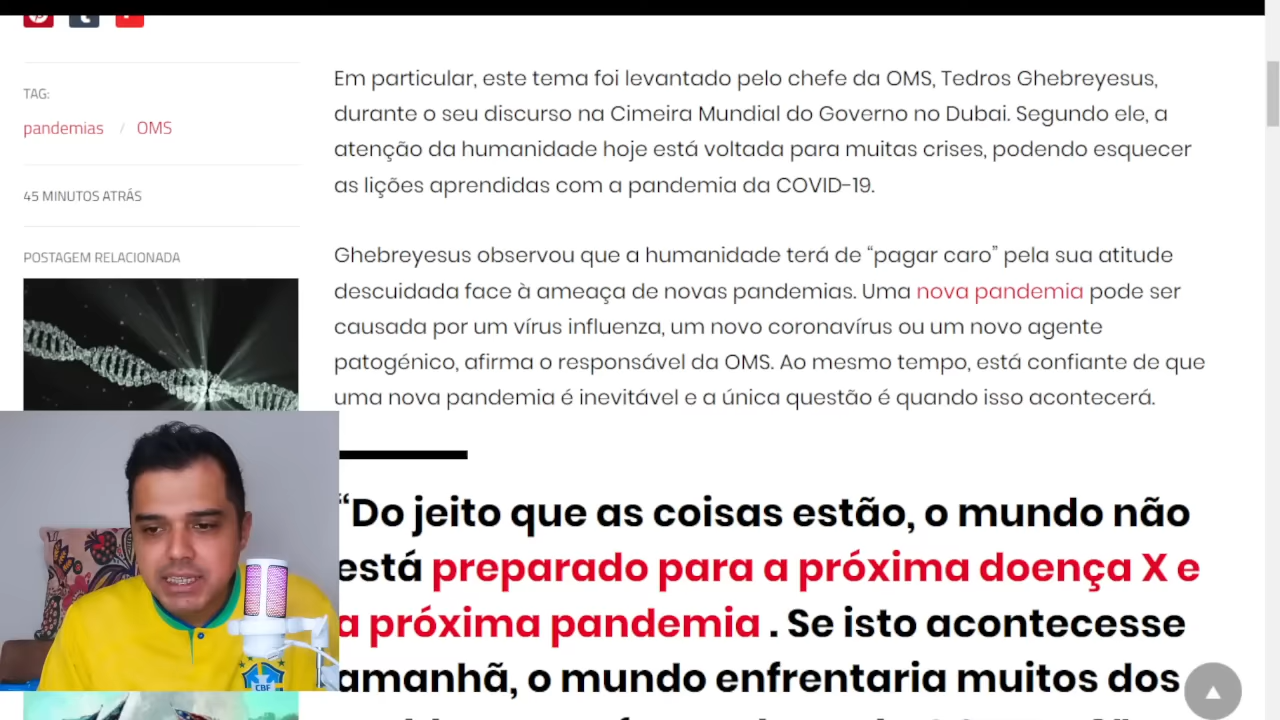 TAG:
pandemias / OMS
45 MINUTOS ATRÁS
POSTAGEM RELACIONADA
Em particular, este tema foi levantado pelo chefe da OMS, Tedros Ghebreyesus,
durante o seu discurso na Cimeira Mundial do Governo no Dubai. Segundo ele, a
atenção da humanidade hoje está voltada para muitas crises, podendo esquecer
as lições aprendidas com a pandemia da COVID-19.
Ghebreyesus observou que a humanidade terá de “pagar caro” pela sua atitude
descuidada face à ameaça de novas pandemias. Uma nova pandemia pode ser
causada por um vírus influenza, um novo coronavírus ou um novo agente
patogénico, afirma o responsável da OMS. Ao mesmo tempo, está confiante de que
uma nova pandemia é inevitável e a única questão é quando isso acontecerá.
“Do jeito que as coisas estão, o mundo não
está preparado para a próxima doença X e
a próxima pandemia . Se isto acontecesse
amanhã, o mundo enfrentaria muitos dos
CBF